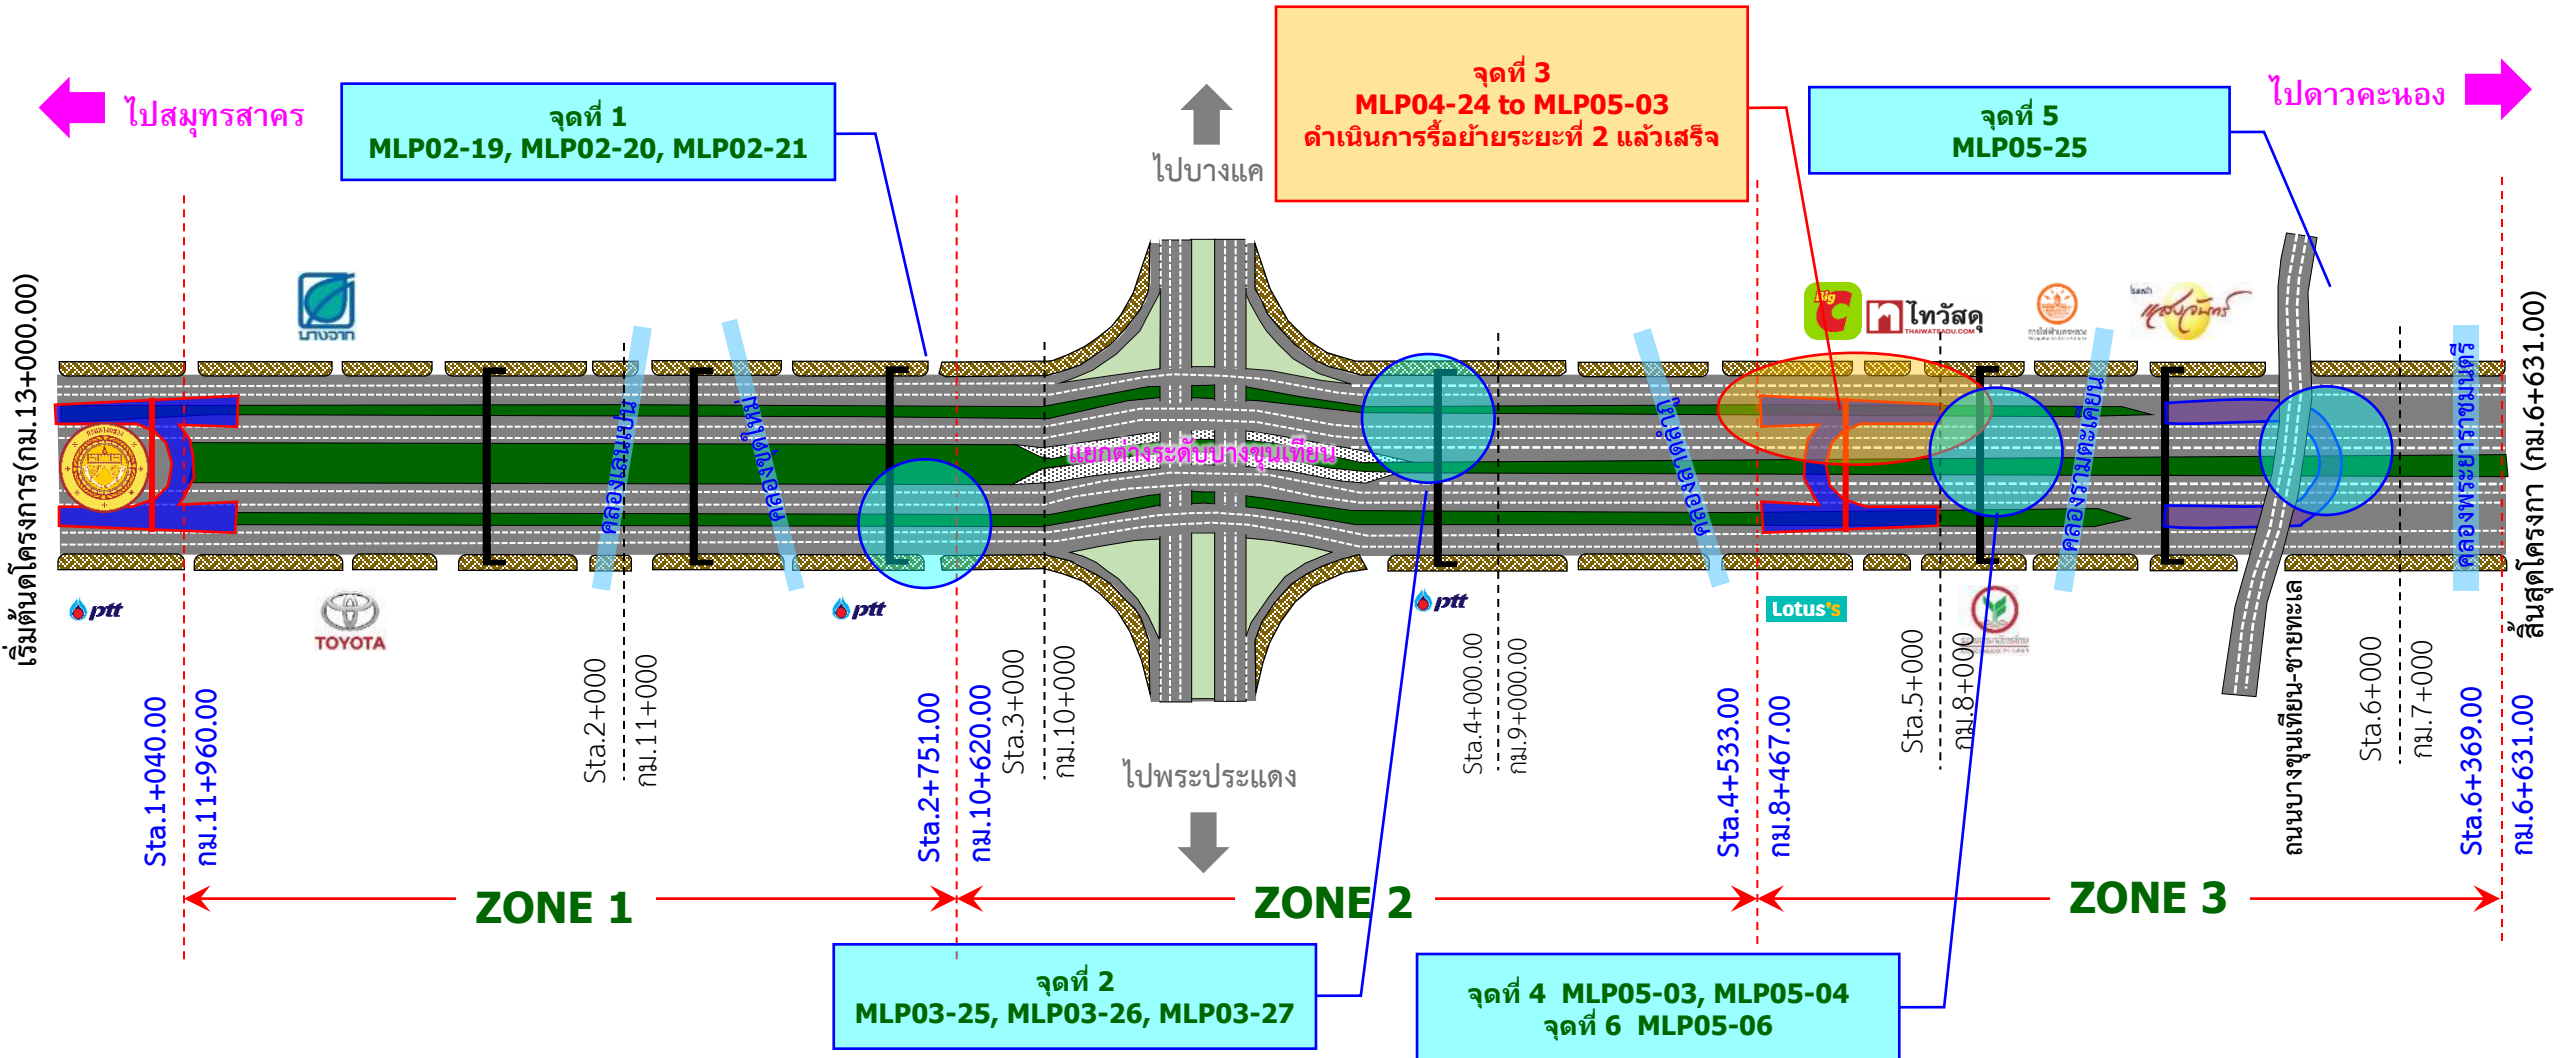 จุดที่ 3
MLP04-24 to MLP05-03
ดำเนินการรื้อย้ายระยะที่ 2 แล้วเสร็จ
ไปสมุทรสาคร
จุดที่ 1
MLP02-19, MLP02-20, MLP02-21
ไปบางแค
จุดที่ 5
MLP05-25
ไปดาวคะนอง
เริ่มต้นโครงการ(กม.13+000.00)
บางจาก
Big C
ไทวัสดุ
THAIWATSADU.COM
การไฟฟ้านครหลวง
แสงจันทร์
สิ้นสุดโครงกา (กม.6+631.00)
คลองเลนเปน
แยกต่างระดับบางขุนเทียน
คลองรามตะเคียน
คลองพระยาราชมนตรี
ptt
TOYOTA
ptt
ptt
Lotus's
ถนนบางขุนเทียน-ชายทะเล
Sta.1+040.00
กม.11+960.00
Sta.2+000
กม.11+000
Sta.2+751.00
กม.10+620.00
Sta.3+000
กม.10+000
ไปพระประแดง
Sta.4+000.00
กม.9+000.00
Sta.4+533.00
กม.8+467.00
Sta.5+000
กม.8+000
Sta.6+000
กม.7+000
Sta.6+369.00
กม.6+631.00
ZONE 1
ZONE 2
ZONE 3
จุดที่ 2
MLP03-25, MLP03-26, MLP03-27
จุดที่ 4 MLP05-03, MLP05-04
จุดที่ 6 MLP05-06